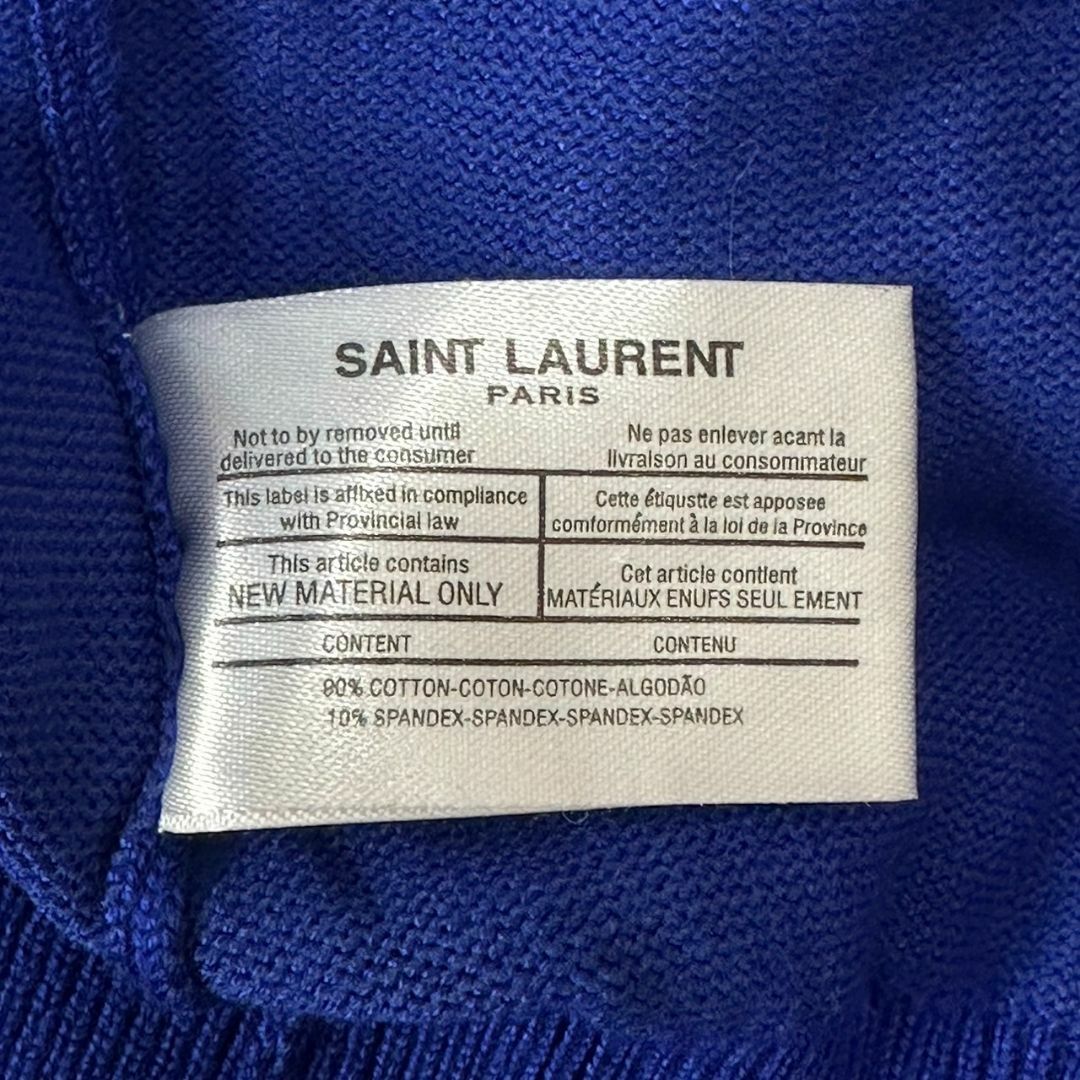 SAINT LAURENT
PARIS
Not to by removed until
delivered to the consumer
Ne pas enlever acant la
livraison au consommateur
This label is affixed in compliance
with Provincial law
Cette étiqustte est apposee
comformément à la loi de la Province
This article contains
NEW MATERIAL ONLY
Cet article contient
MATÉRIAUX ENUFS SEUL EMENT
CONTENT
CONTENU
90% COTTON-COTON-COTONE-ALGODÃO
10% SPANDEX-SPANDEX-SPANDEX-SPANDEX